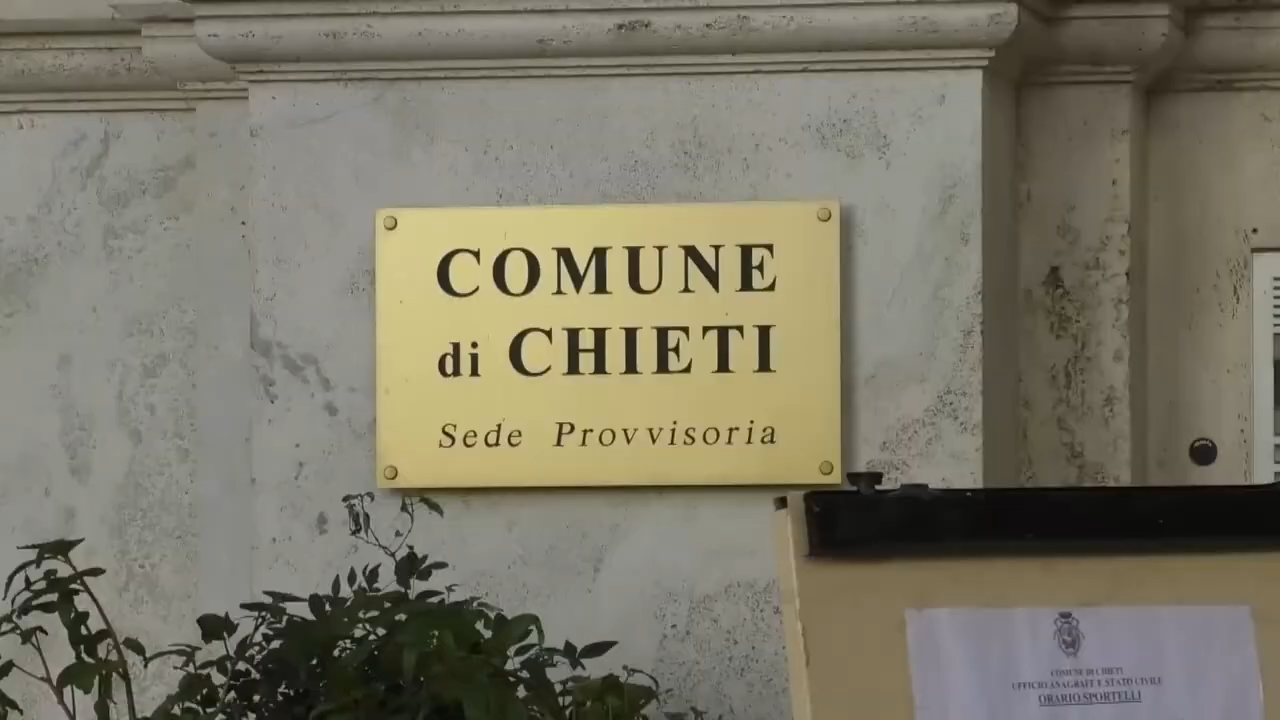 COMUNE
di CHIETI
Sede Provvisoria
COMUNE DI CHIETI
UFFICIO ANAGRAFE E STATO CIVILE
ORARIO SPORTELLI